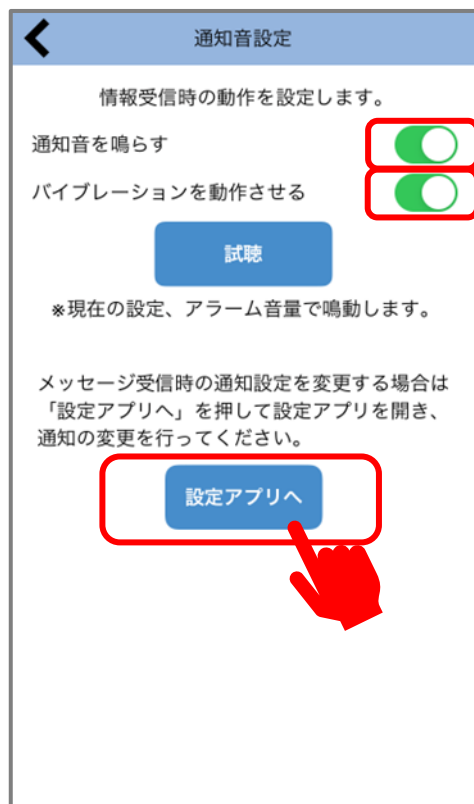 通知音設定
情報受信時の動作を設定します。
通知音を鳴らす
バイブレーションを動作させる
試聴
※現在の設定、アラーム音量で鳴動します。
メッセージ受信時の通知設定を変更する場合は
「設定アプリへ」を押して設定アプリを開き、
通知の変更を行ってください。
設定アプリへ